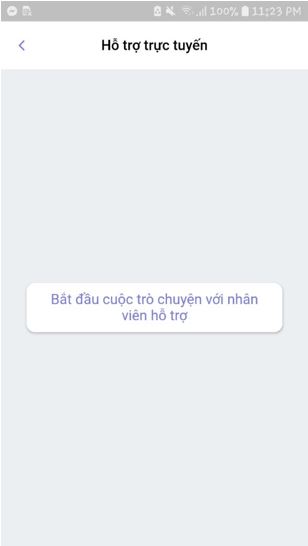 100% 11:23 PM
Hỗ trợ trực tuyến
Bắt đầu cuộc trò chuyện với nhân
viên hỗ trợ